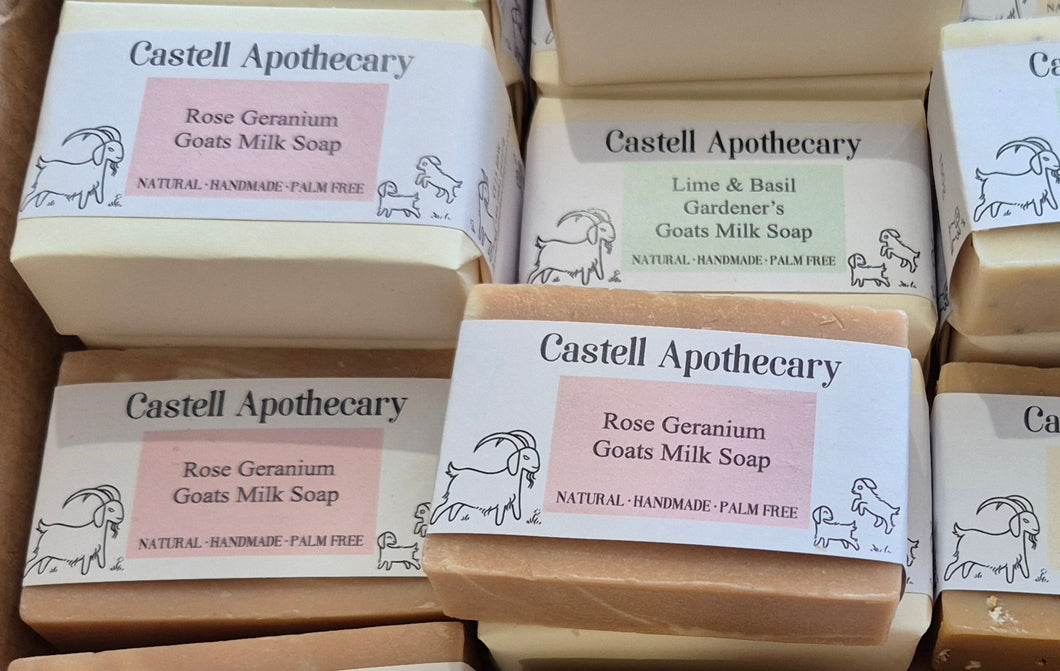 Castell Apothecary
Rose Geranium
Goats Milk Soap
NATURAL · HANDMADE · PALM FREE
Castell Apothecary
Lime & Basil
Gardener's
Goats Milk Soap
NATURAL · HANDMADE · PALM FREE
Ca
Castell Apothecary
Rose Geranium
Goats Milk Soap
NATURAL · HANDMADE · PALM FREE
Castell Apothecary
Rose Geranium
Goats Milk Soap
NATURAL · HANDMADE · PALM FREE
Ca